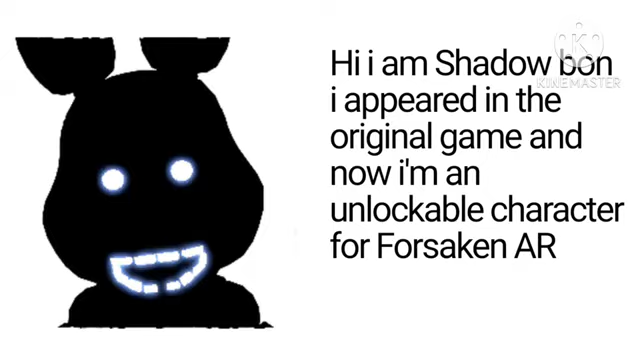 Hi i am Shadow bon
i appeared in the
original game and
now i'm an
unlockable character
for Forsaken AR
K
KINEMASTER